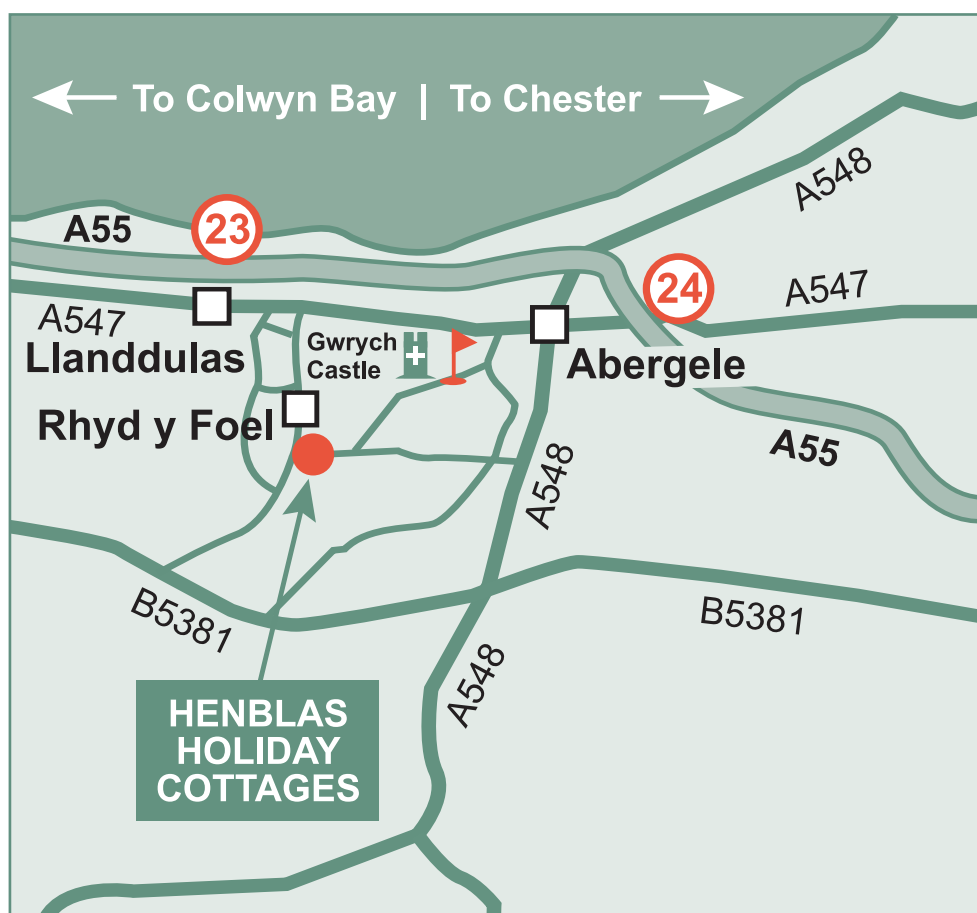 To Colwyn Bay | To Chester
A548
A55
23
24
A547
A547
Gwrych
Castle
Llanddulas
Abergele
Rhyd y Foel
A55
A548
B5381
B5381
A548
HENBLAS
HOLIDAY
COTTAGES